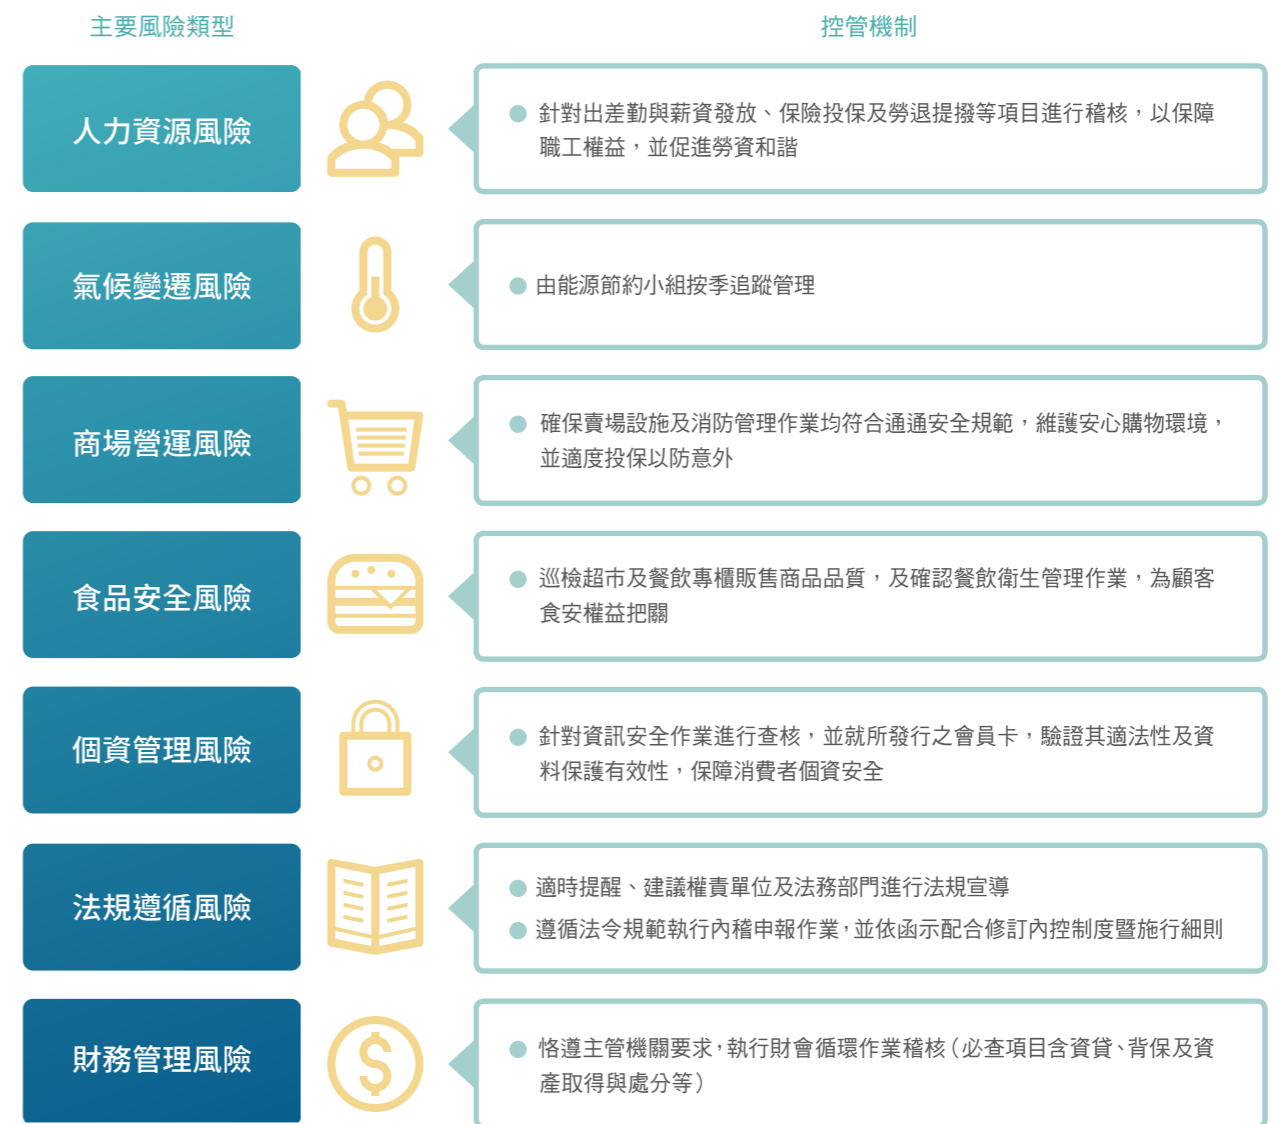 主要風險類型
控管機制
人力資源風險
● 針對出差勤與薪資發放、保險投保及勞退提撥等項目進行稽核，以保障
職工權益，並促進勞資和諧
氣候變遷風險
● 由能源節約小組按季追蹤管理
商場營運風險
● 確保賣場設施及消防管理作業均符合通通安全規範，維護安心購物環境，
並適度投保以防意外
食品安全風險
● 巡檢超市及餐飲專櫃販售商品品質，及確認餐飲衛生管理作業，為顧客
食安權益把關
個資管理風險
● 針對資訊安全作業進行查核，並就所發行之會員卡，驗證其適法性及資
料保護有效性，保障消費者個資安全
法規遵循風險
● 適時提醒、建議權責單位及法務部門進行法規宣導
● 遵循法令規範執行內稽申報作業，並依函示配合修訂內控制度暨施行細則
財務管理風險
$
● 恪遵主管機關要求，執行財會循環作業稽核（必查項目含資貸、背保及資
產取得與處分等）